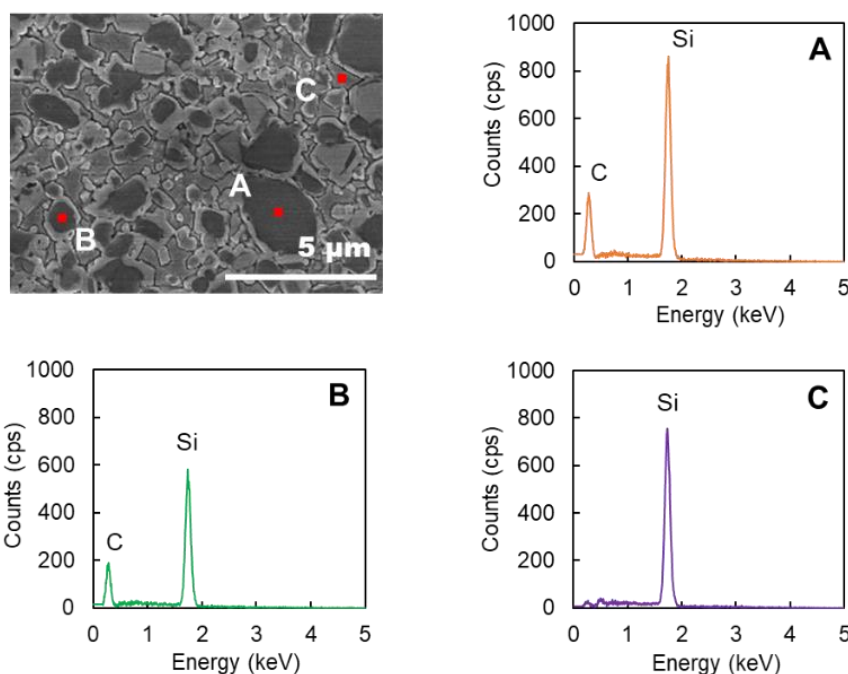 C
A
B
5 µm
A
1000
800
600
400
200
0
Si
C
Counts (cps)
0 1 2 3 4 5
Energy (keV)
B
1000
800
600
400
200
0
Si
C
Counts (cps)
0 1 2 3 4 5
Energy (keV)
C
1000
800
600
400
200
0
Si
Counts (cps)
0 1 2 3 4 5
Energy (keV)